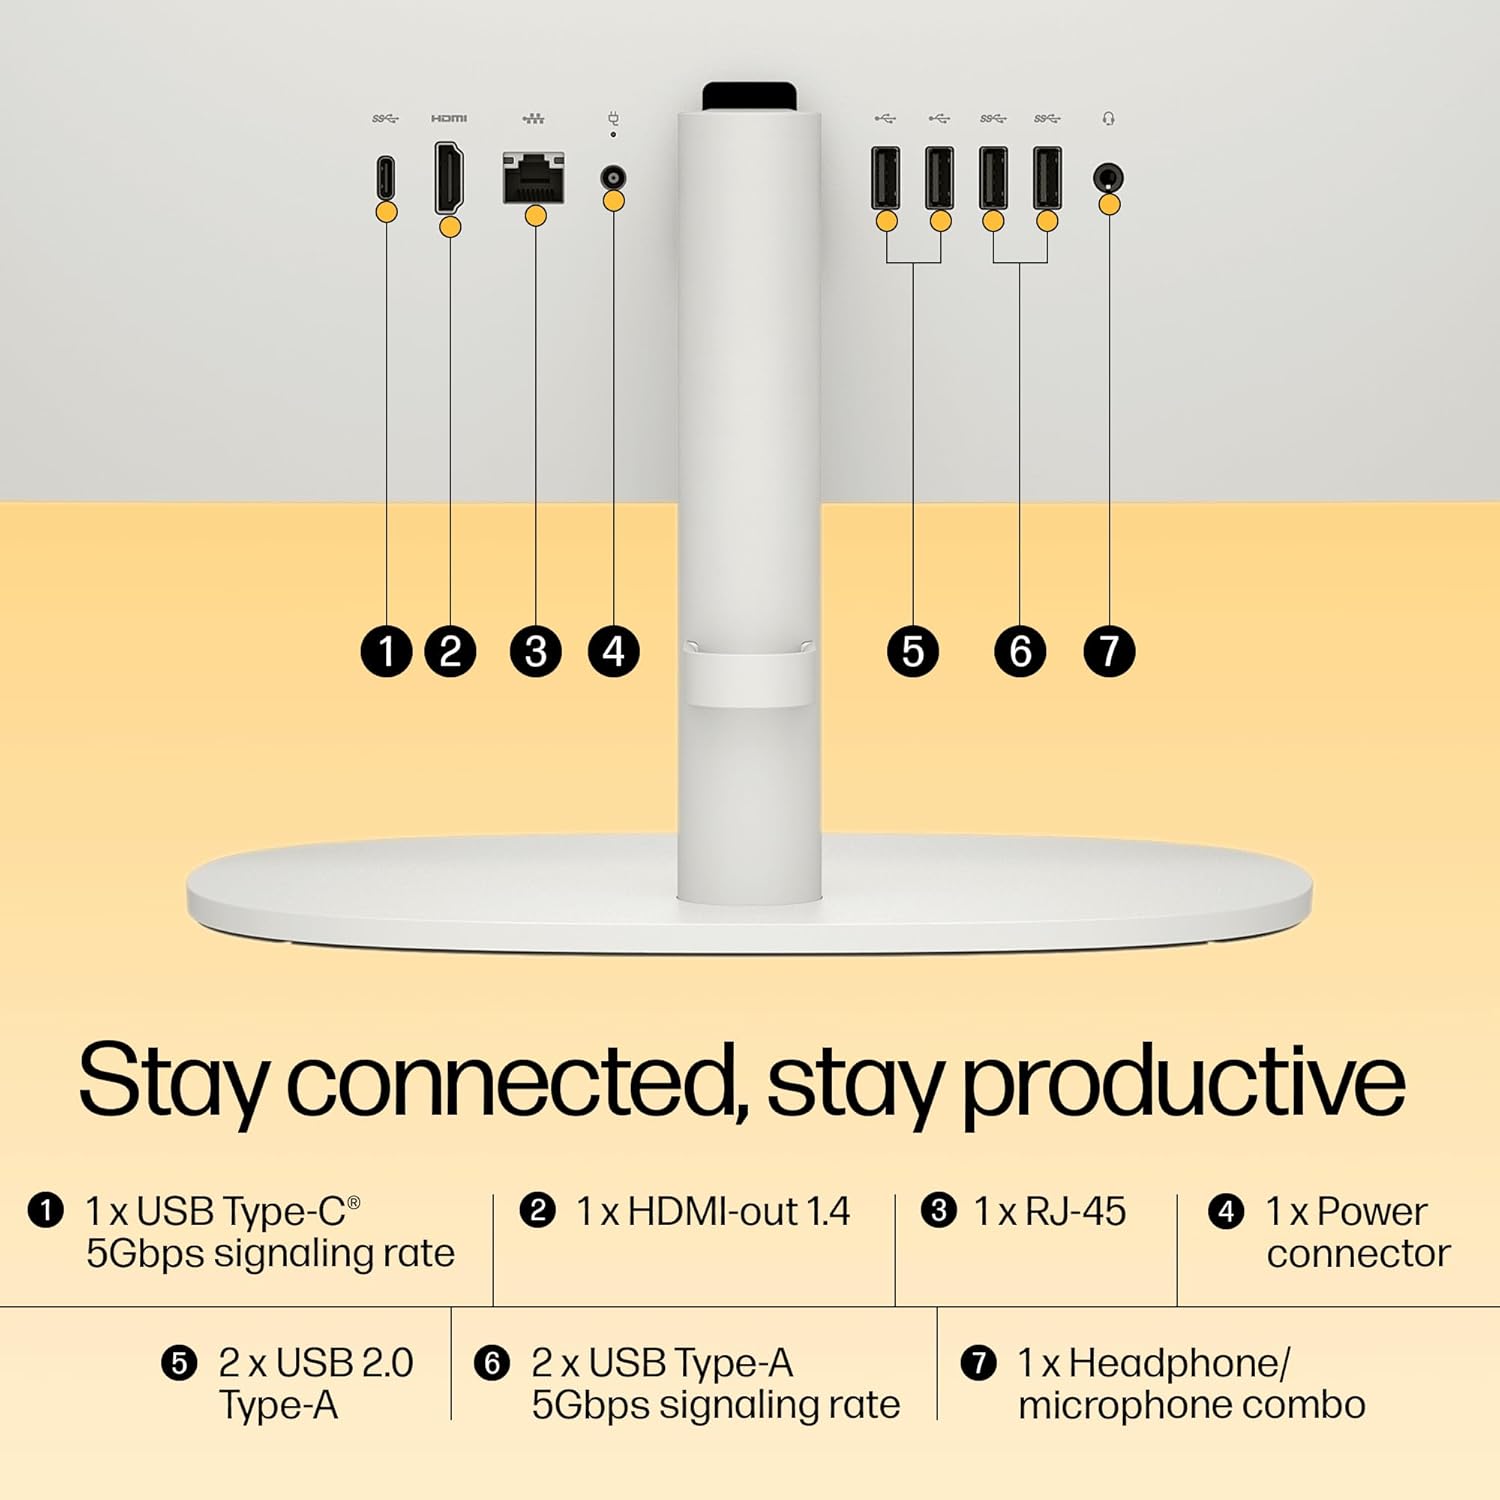 HDMI
1 2 3 4 5 6 7
Stay connected, stay productive
1 1 x USB Type-C®
5Gbps signaling rate
2 1 x HDMI-out 1.4
3 1 x RJ-45
4 1 x Power
connector
5 2 x USB 2.0
Type-A
6 2 x USB Type-A
5Gbps signaling rate
7 1 x Headphone/
microphone combo